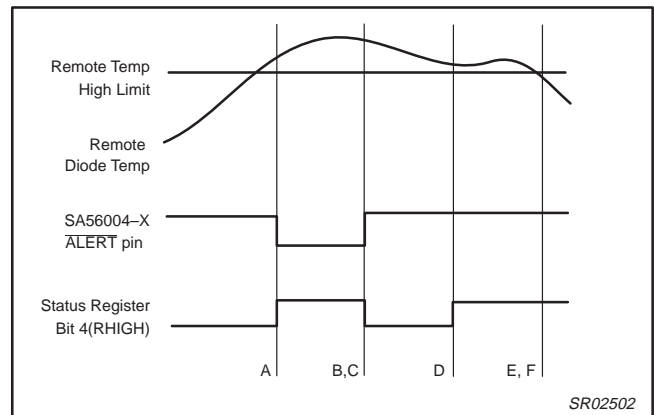 Remote Temp
High Limit
Remote
Diode Temp
SA56004–X
ALERT pin
Status Register
Bit 4(RHIGH)
A B,C D E, F
SR02502